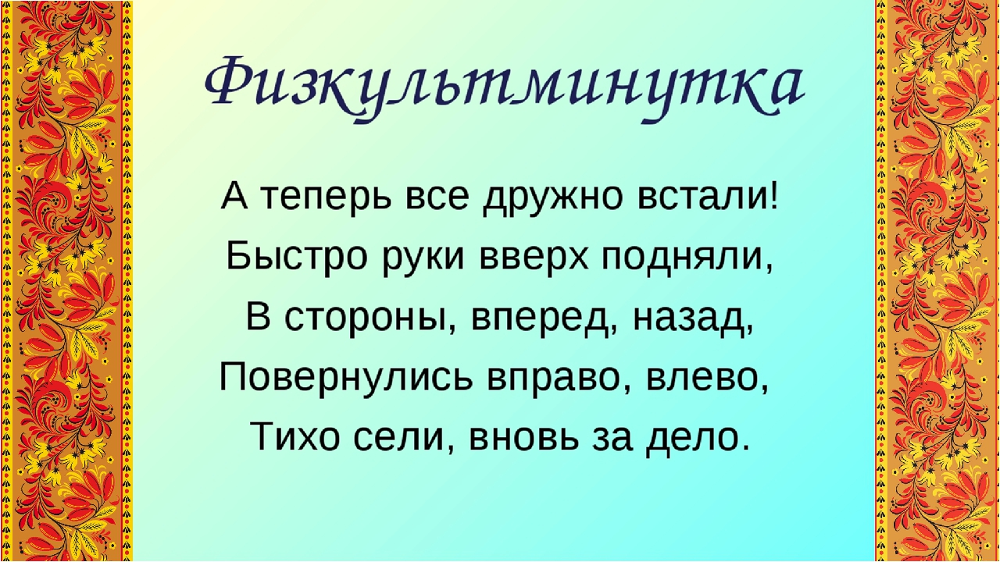 Физкультминутка
А теперь все дружно встали!
Быстро руки вверх подняли,
В стороны, вперед, назад,
Повернулись вправо, влево,
Тихо сели, вновь за дело.